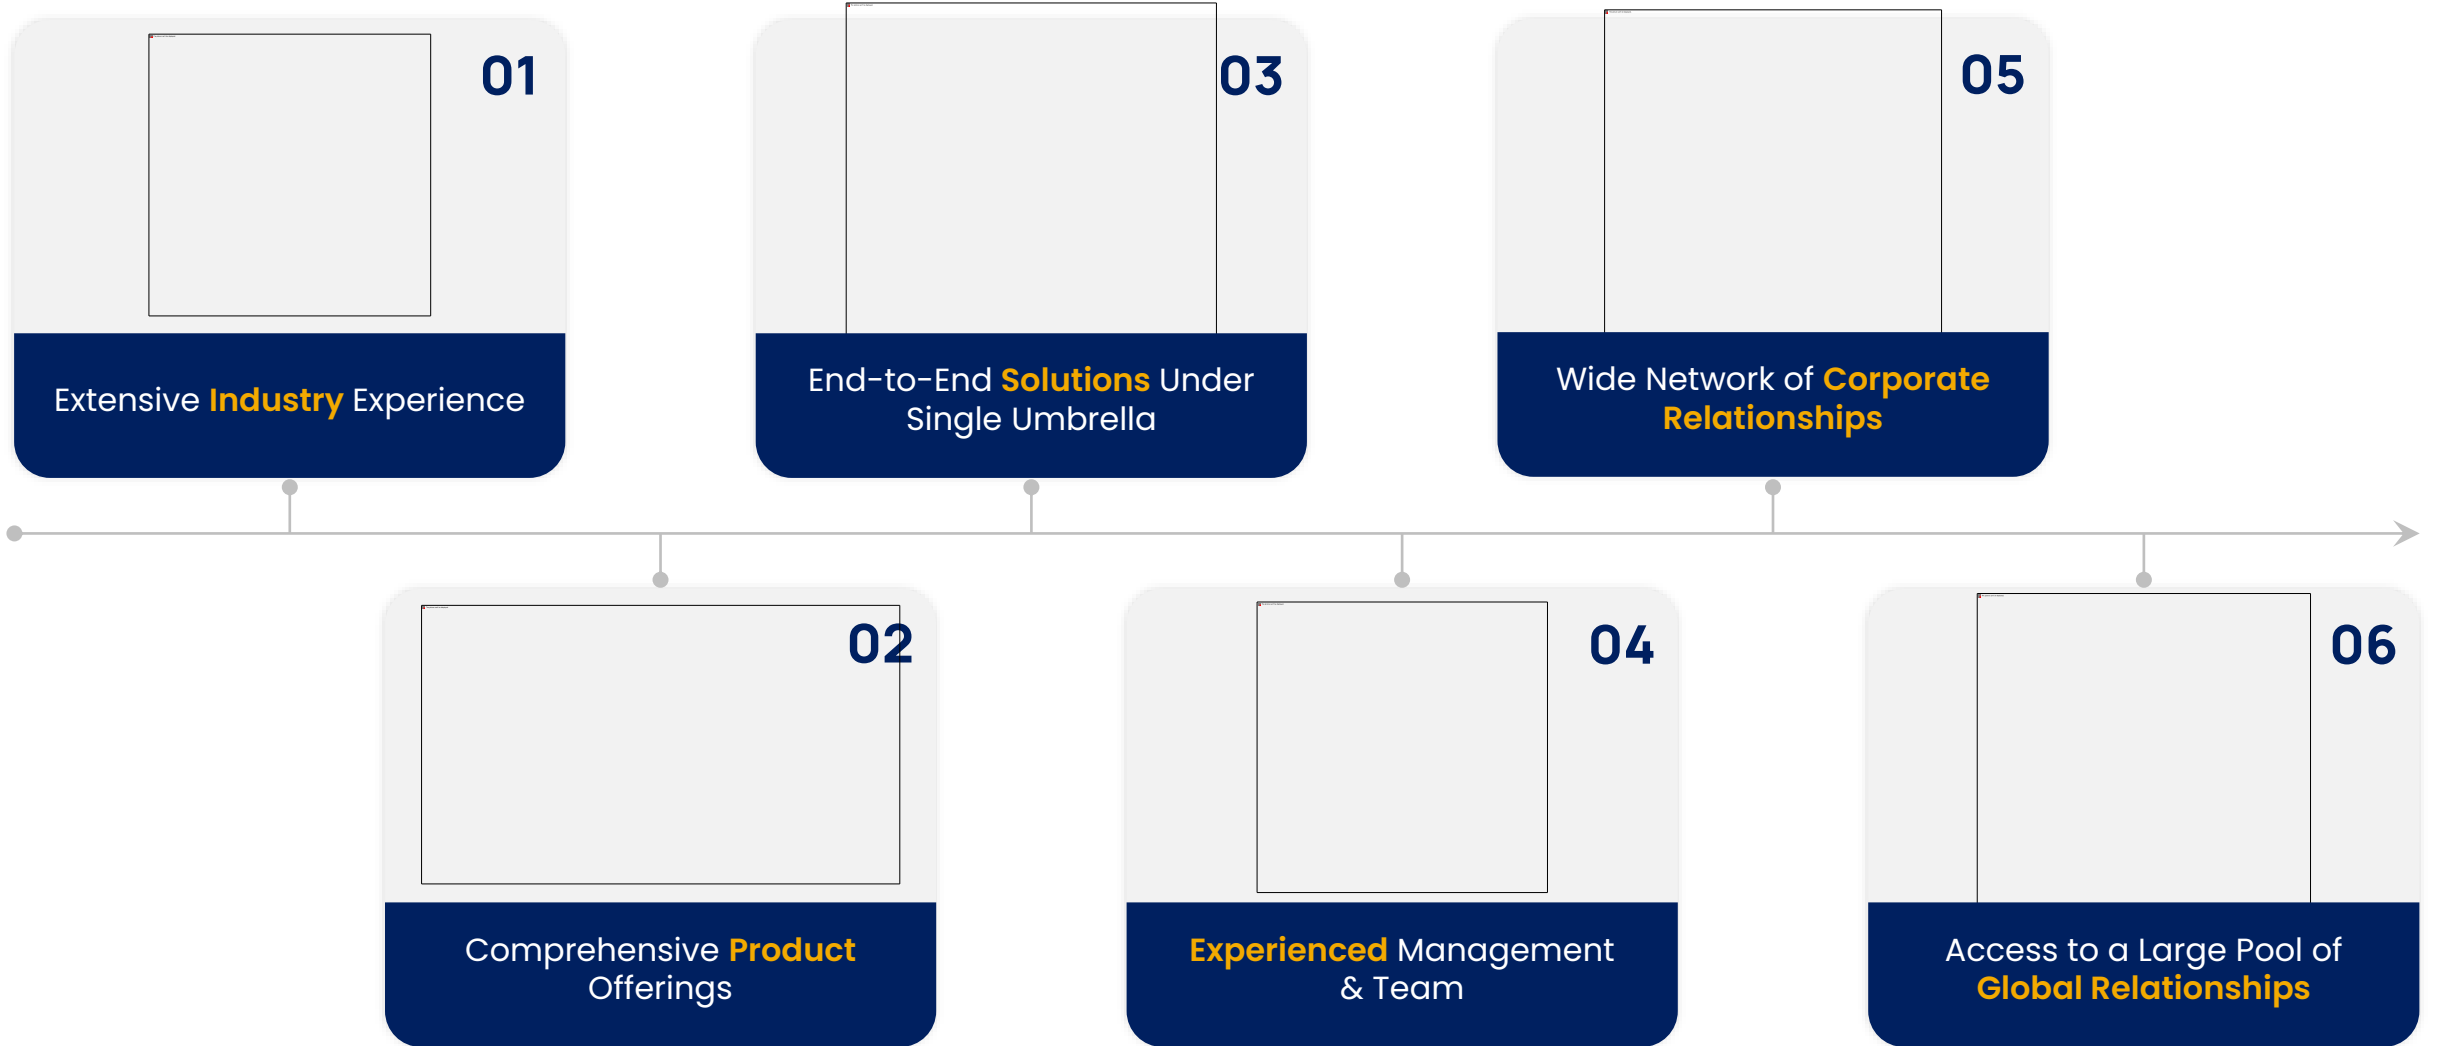 01
Extensive Industry Experience
02
Comprehensive Product
Offerings
03
End-to-End Solutions Under
Single Umbrella
04
Experienced Management
& Team
05
Wide Network of Corporate
Relationships
06
Access to a Large Pool of
Global Relationships